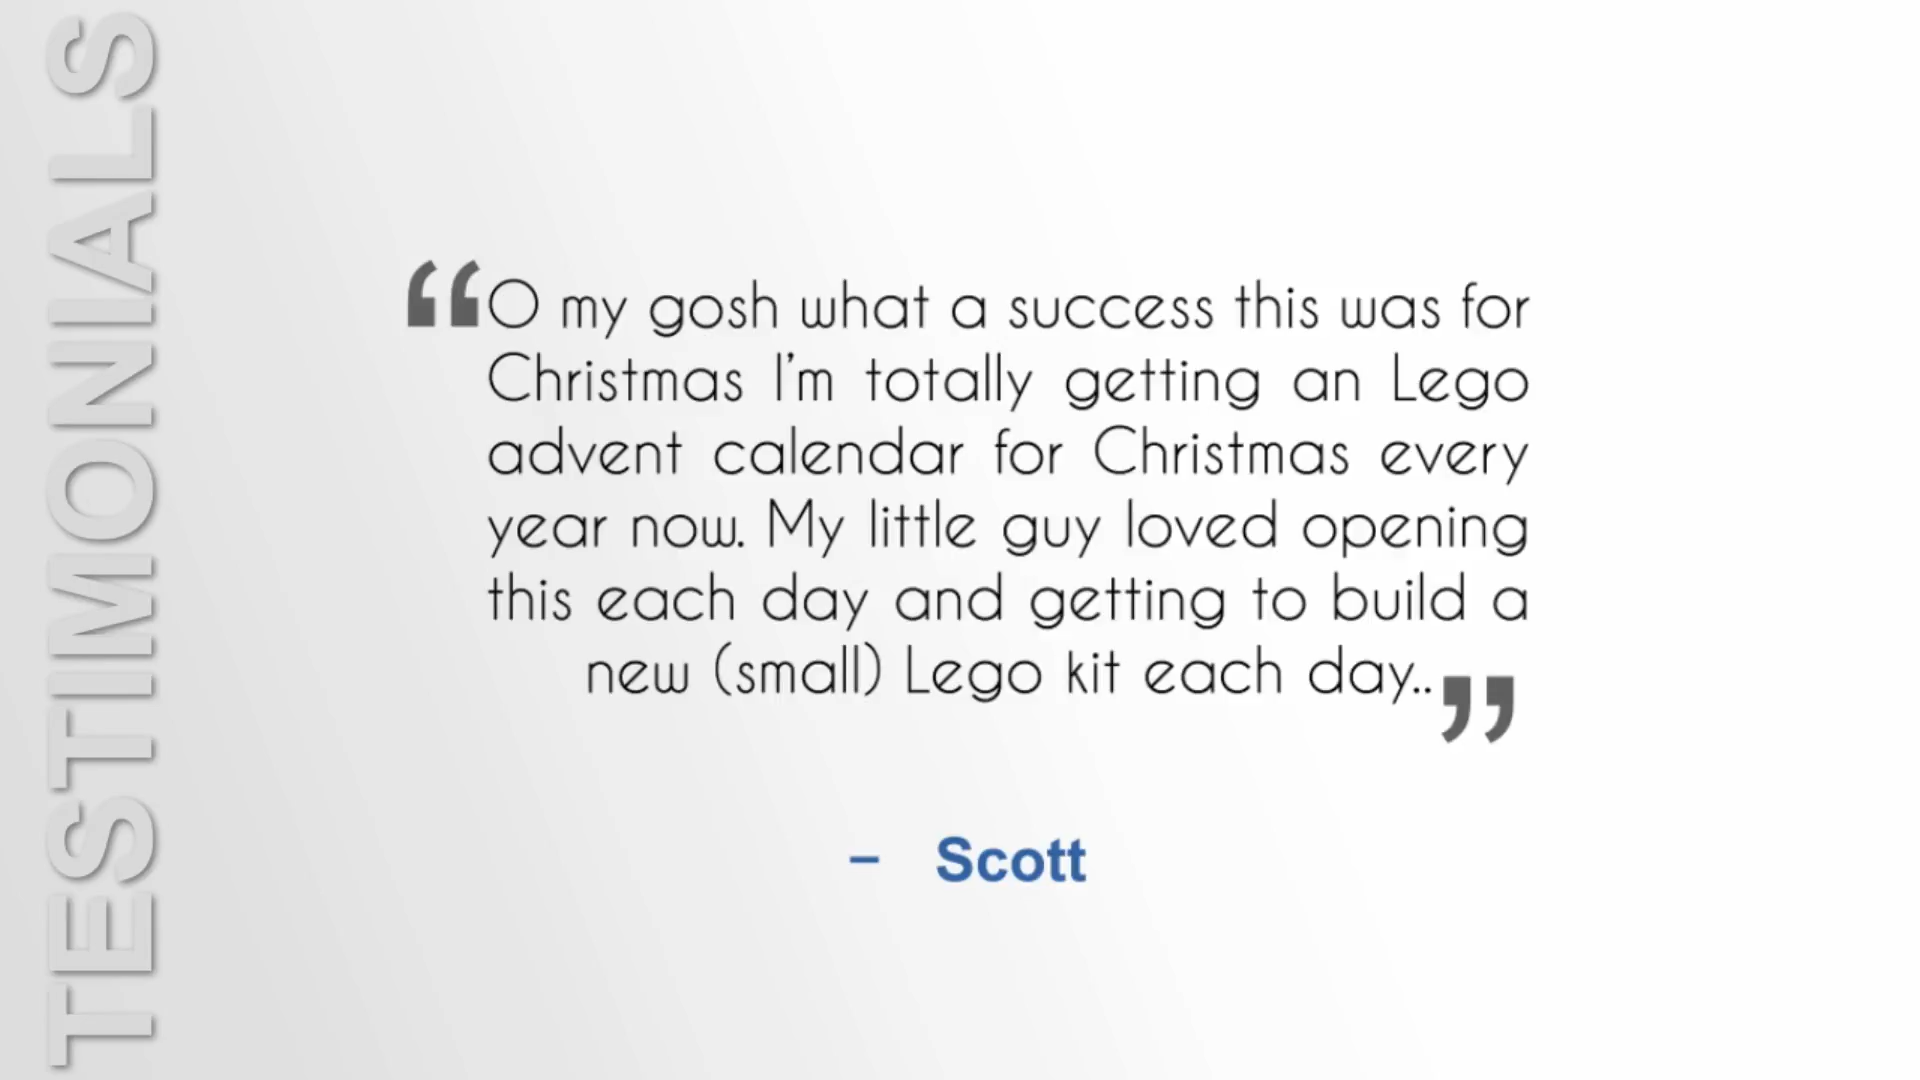 TESTIMONIALS
“O my gosh what a success this was for
Christmas I'm totally getting an Lego
advent calendar for Christmas every
year now. My little guy loved opening
this each day and getting to build a
new (small) Lego kit each day..”
– Scott